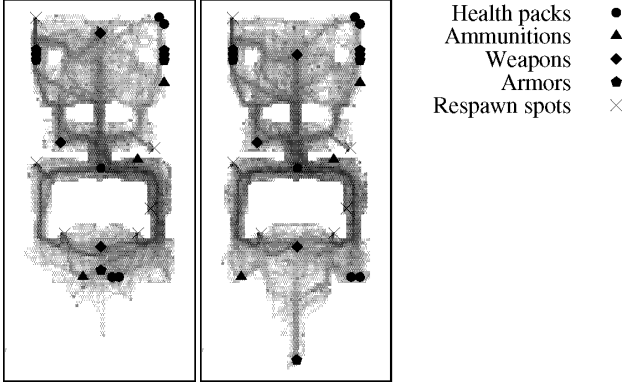 Health packs
Ammunitions
Weapons
Armors
Respawn spots